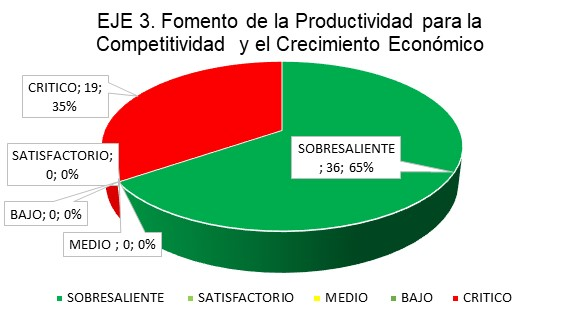 EJE 3. Fomento de la Productividad para la
Competitividad y el Crecimiento Económico
CRITICO; 19;
35%
SOBRESALIENTE
; 36; 65%
SATISFACTORIO;
0; 0%
BAJO; 0; 0%
MEDIO ; 0; 0%
SOBRESALIENTE SATISFACTORIO MEDIO BAJO CRITICO